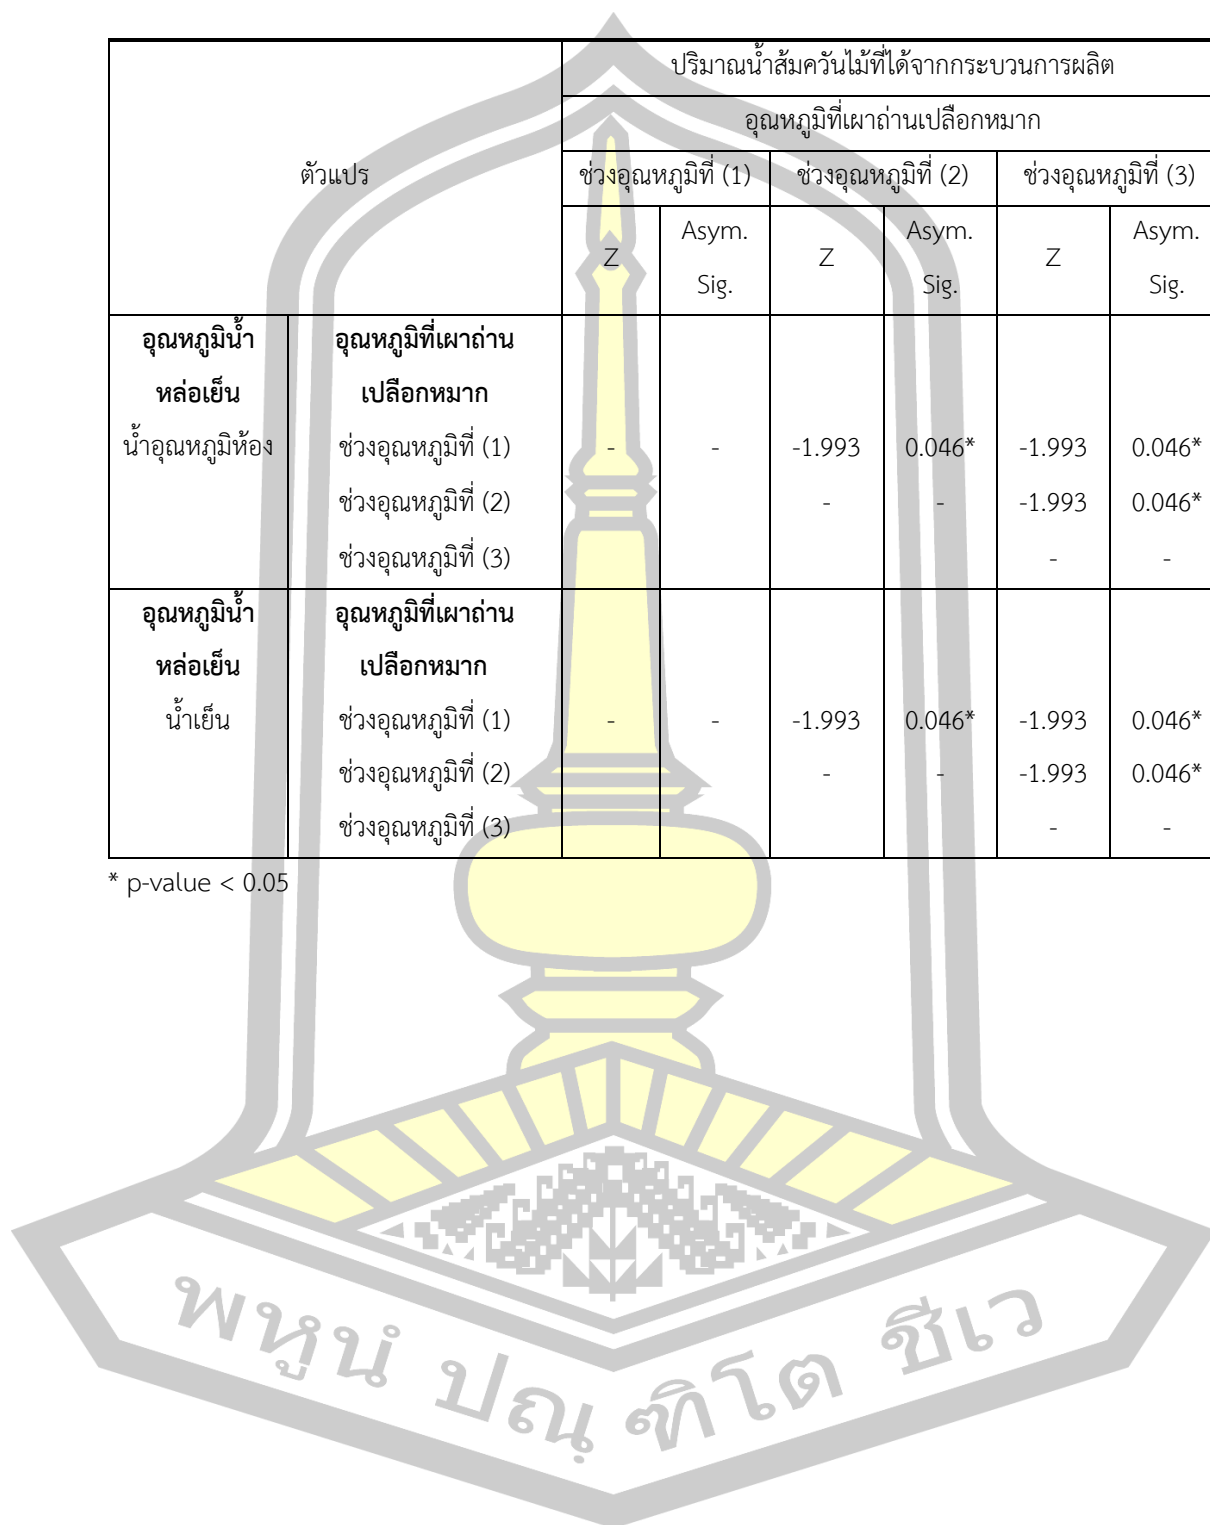 ปริมาณน้ำส้มควันไม้ที่ได้จากกระบวนการผลิต
อุณหภูมิที่เผาถ่านเปลือกหมาก
ตัวแปร ช่วงอุณหภูมิที่ (1) ช่วงอุณหภูมิที่ (2) ช่วงอุณหภูมิที่ (3)
Z Asym. Sig. Z Asym. Sig. Z Asym. Sig.
อุณหภูมิน้ำ อุณหภูมิที่เผาถ่าน
หล่อเย็น เปลือกหมาก
น้ำอุณหภูมิห้อง ช่วงอุณหภูมิที่ (1) - - -1.993 0.046* -1.993 0.046*
ช่วงอุณหภูมิที่ (2) - - -1.993 0.046*
ช่วงอุณหภูมิที่ (3) - -
อุณหภูมิน้ำ อุณหภูมิที่เผาถ่าน
หล่อเย็น เปลือกหมาก
น้ำเย็น ช่วงอุณหภูมิที่ (1) - - -1.993 0.046* -1.993 0.046*
ช่วงอุณหภูมิที่ (2) - - -1.993 0.046*
ช่วงอุณหภูมิที่ (3) - -
* p-value < 0.05
พหูนํ ปณฺ ฑิโต ชีเว